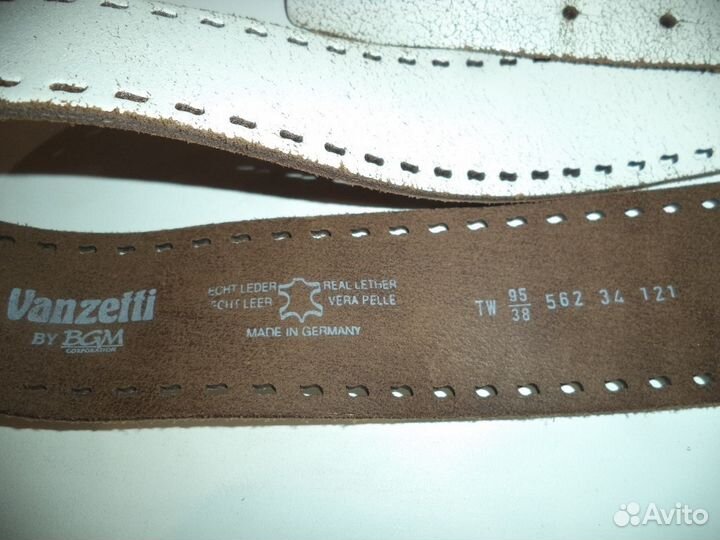 Vanzetti
BY BGM
CORPORATION
ECHT LEDER REAL LETHER
ECHT LEER VERA PELLE
MADE IN GERMANY
TW 95/38 562 34 121
Avito